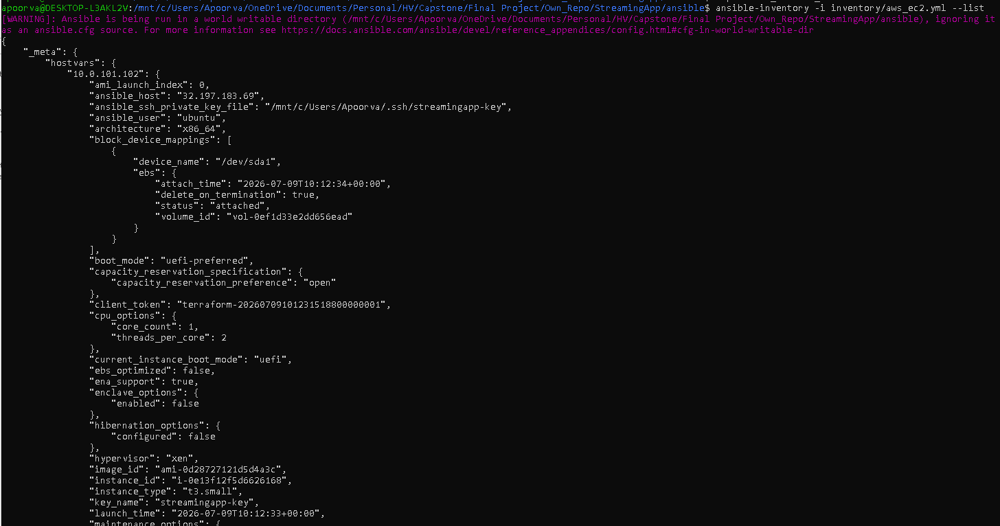 apoorva@DESKTOP-L3AKL2V:/mnt/c/Users/Apoorva/OneDrive/Documents/Personal/HV/Capstone/Final Project/Own_Repo/StreamingApp/ansible$ ansible-inventory -i inventory/aws_ec2.yml --list
[WARNING]: Ansible is being run in a world writable directory (/mnt/c/Users/Apoorva/OneDrive/Documents/Personal/HV/Capstone/Final Project/Own_Repo/StreamingApp/ansible), ignoring it
as an ansible.cfg source. For more information see https://docs.ansible.com/ansible/devel/reference_appendices/config.html#cfg-in-world-writable-dir
{
    "_meta": {
        "hostvars": {
            "10.0.101.102": {
                "ami_launch_index": 0,
                "ansible_host": "32.197.183.69",
                "ansible_ssh_private_key_file": "/mnt/c/Users/Apoorva/.ssh/streamingapp-key",
                "ansible_user": "ubuntu",
                "architecture": "x86_64",
                "block_device_mappings": [
                    {
                        "device_name": "/dev/sda1",
                        "ebs": {
                            "attach_time": "2026-07-09T10:12:34+00:00",
                            "delete_on_termination": true,
                            "status": "attached",
                            "volume_id": "vol-0ef1d33e2dd656ead"
                        }
                    }
                ],
                "boot_mode": "uefi-preferred",
                "capacity_reservation_specification": {
                    "capacity_reservation_preference": "open"
                },
                "client_token": "terraform-20260709101231518800000001",
                "cpu_options": {
                    "core_count": 1,
                    "threads_per_core": 2
                },
                "current_instance_boot_mode": "uefi",
                "ebs_optimized": false,
                "ena_support": true,
                "enclave_options": {
                    "enabled": false
                },
                "hibernation_options": {
                    "configured": false
                },
                "hypervisor": "xen",
                "image_id": "ami-0d28727121d5d4a3c",
                "instance_id": "i-0e13f12f5d6626168",
                "instance_type": "t3.small",
                "key_name": "streamingapp-key",
                "launch_time": "2026-07-09T10:12:33+00:00",
                "maintenance_options": {